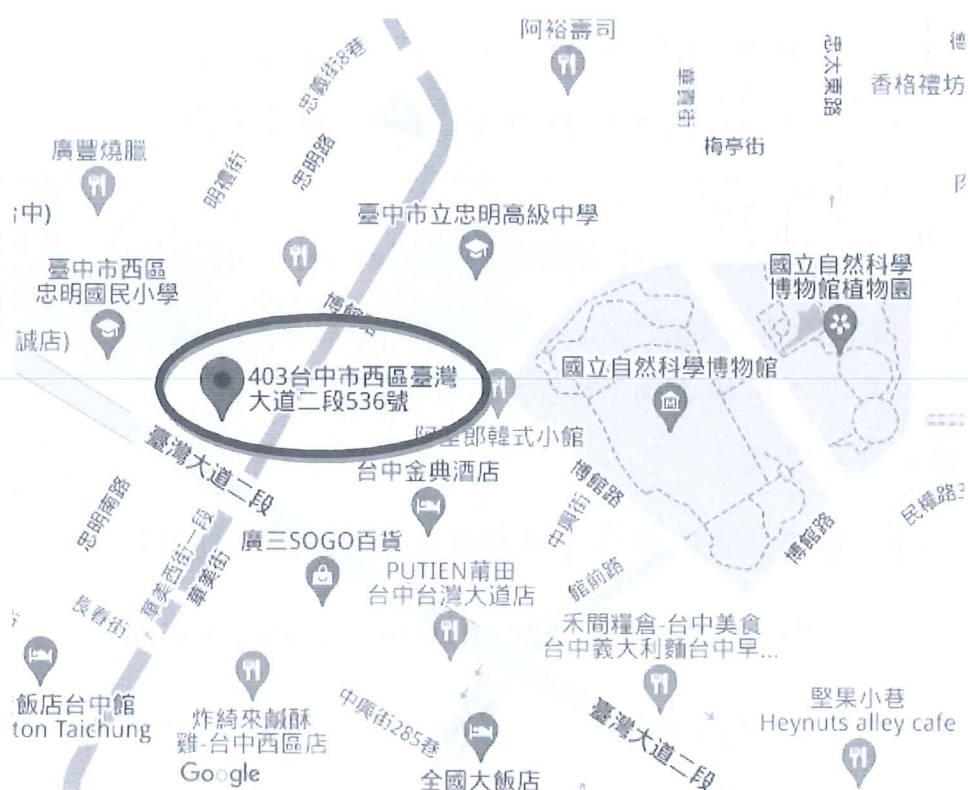 阿裕壽司
忠義街8巷
華貴街
忠太東路
香格禮坊
梅亭街
廣豐燒臘
明禮街
忠明路
台中)
臺中市立忠明高級中學
臺中市西區
忠明國民小學
國立自然科學
博物館植物園
誠店)
403台中市西區臺灣
大道二段536號
國立自然科學博物館
阿里郎韓式小館
臺灣大道二段
台中金典酒店
博館路
中興街
忠明南路
博館路
民權路
華美西街一段
華美街
廣三SOGO百貨
PUTIEN莆田
台中台灣大道店
館前路
長春街
禾間糧倉-台中美食
台中義大利麵台中早...
飯店台中館
ton Taichung
炸綺來鹹酥
雞-台中西區店
中興街285巷
臺灣大道二段
堅果小巷
Heynuts alley cafe
Google
全國大飯店